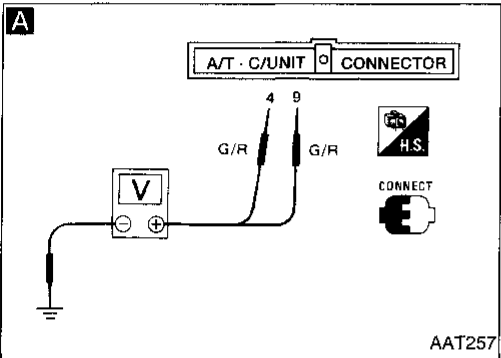 A
A/T · C/UNIT CONNECTOR
4 9
G/R G/R
H.S.
CONNECT
V
− +
AAT257